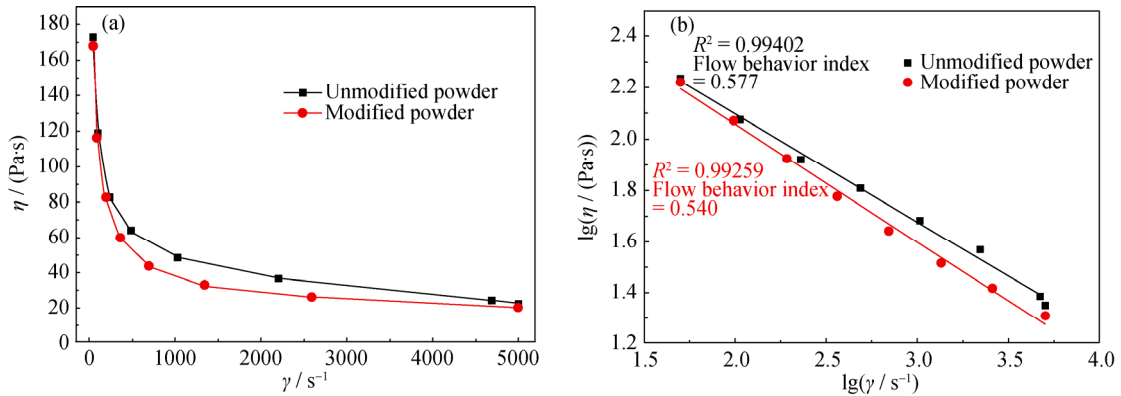 (a)
180
160
140
120
100
80
60
40
20
0
η / (Pa·s)
Unmodified powder
Modified powder
0
1000
2000
3000
4000
5000
γ / s⁻¹
(b)
2.4
2.2
2.0
1.8
1.6
1.4
1.2
lg(η / (Pa·s))
R² = 0.99402
Flow behavior index
= 0.577
Unmodified powder
Modified powder
R² = 0.99259
Flow behavior index
= 0.540
1.5
2.0
2.5
3.0
3.5
4.0
lg(γ / s⁻¹)